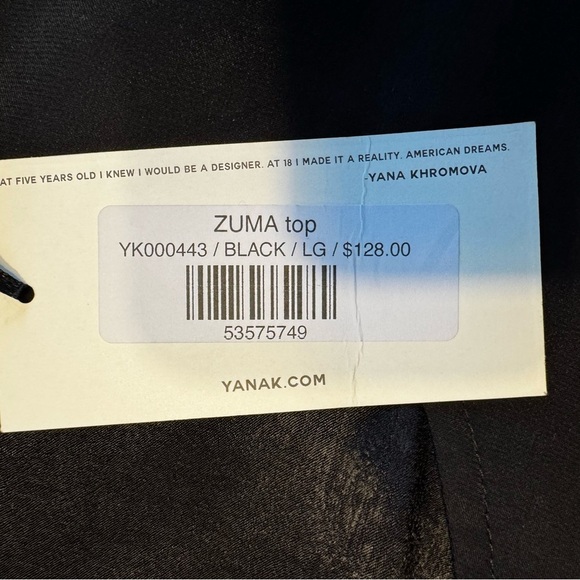 AT FIVE YEARS OLD I KNEW I WOULD BE A DESIGNER. AT 18 I MADE IT A REALITY. AMERICAN DREAMS.
-YANA KHROMOVA
ZUMA top
YK000443 / BLACK / LG / $128.00
53575749
YANAK.COM